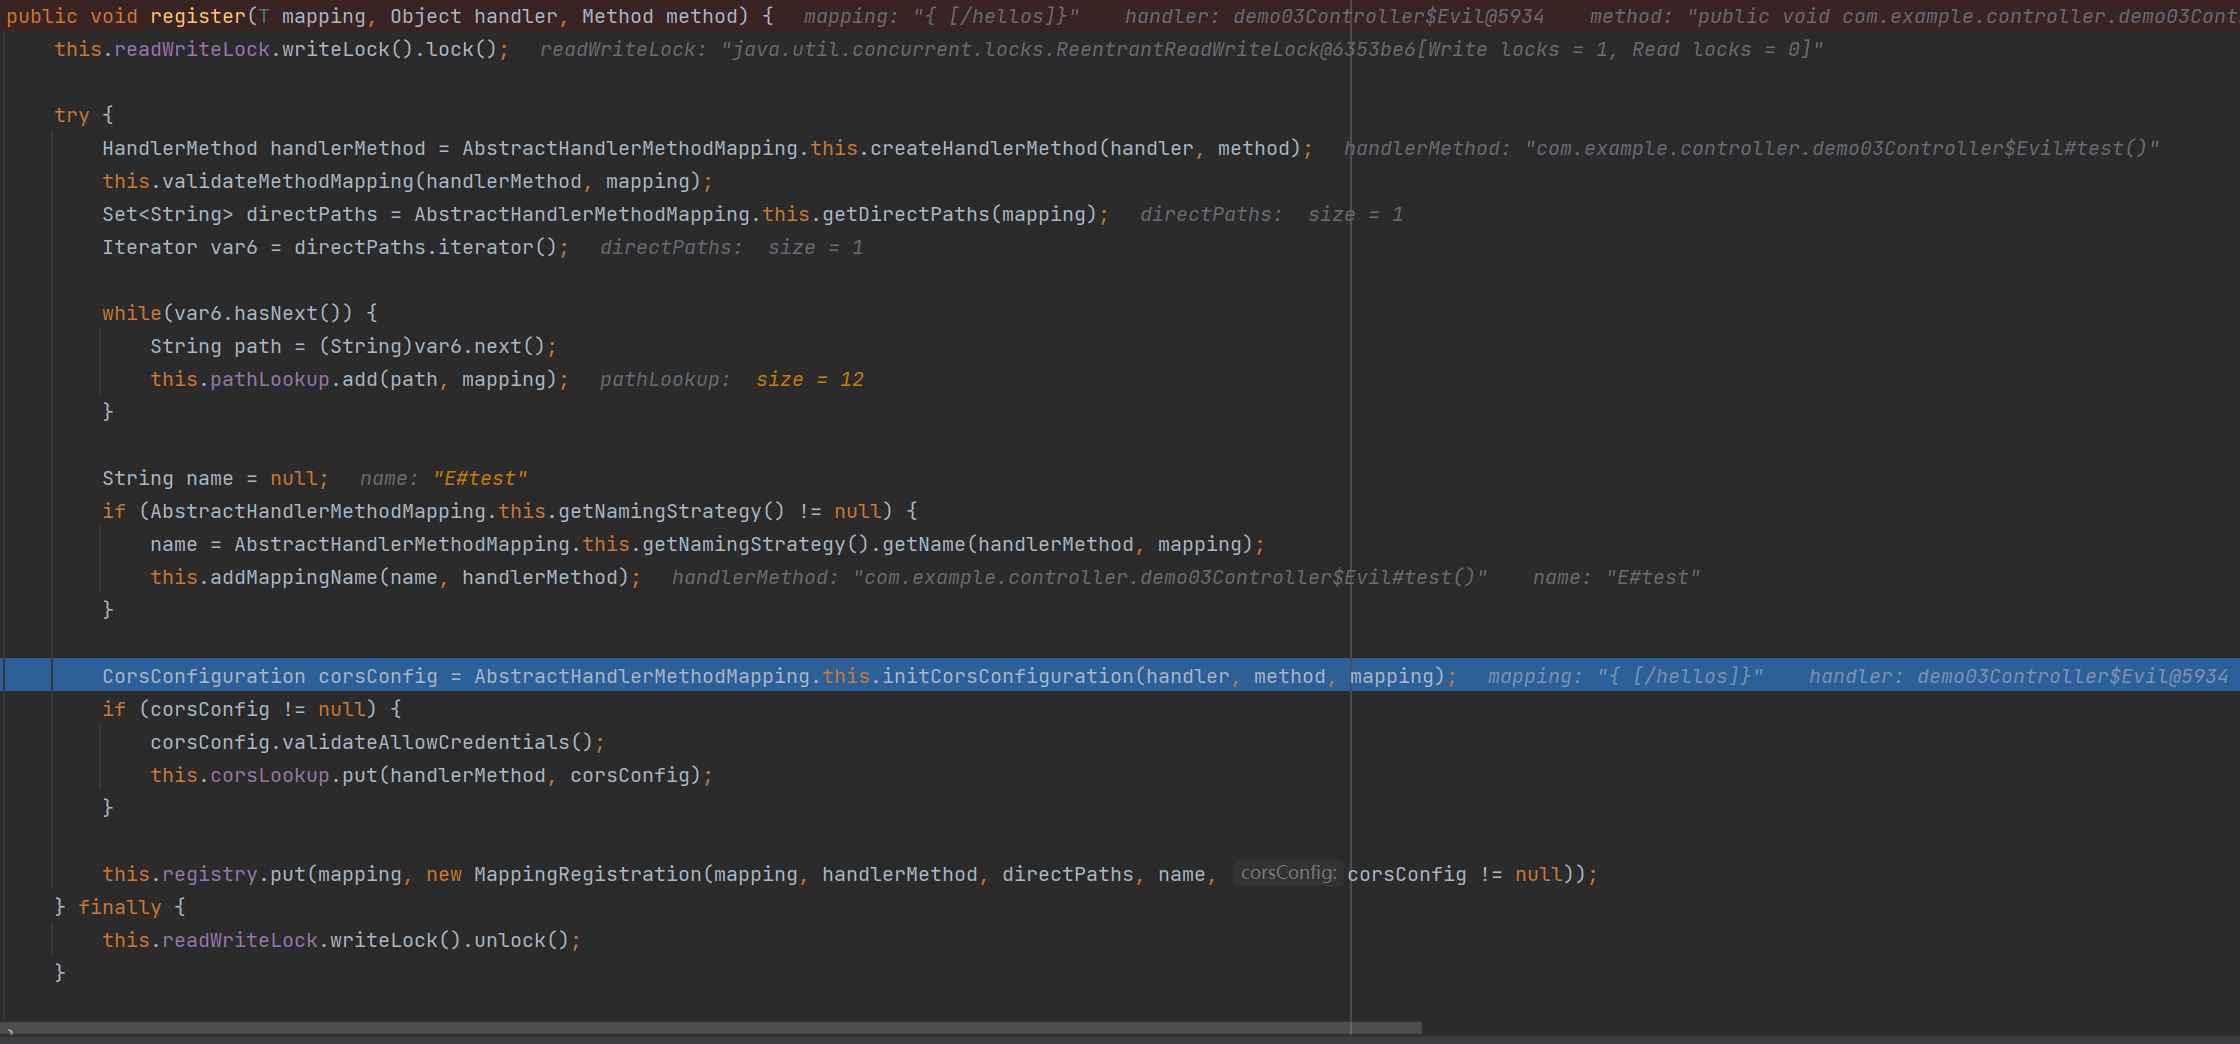 public void register(T mapping, Object handler, Method method) {   mapping: "{ [/hellos]}"    handler: demo03Controller$Evil@5934    method: "public void com.example.controller.demo03Cont
    this.readWriteLock.writeLock().lock();   readWriteLock: "java.util.concurrent.locks.ReentrantReadWriteLock@6353be6[Write locks = 1, Read locks = 0]"
    try {
        HandlerMethod handlerMethod = AbstractHandlerMethodMapping.this.createHandlerMethod(handler, method);   handlerMethod: "com.example.controller.demo03Controller$Evil#test()"
        this.validateMethodMapping(handlerMethod, mapping);
        Set<String> directPaths = AbstractHandlerMethodMapping.this.getDirectPaths(mapping);   directPaths:  size = 1
        Iterator var6 = directPaths.iterator();   directPaths:  size = 1
        while(var6.hasNext()) {
            String path = (String)var6.next();
            this.pathLookup.add(path, mapping);   pathLookup:  size = 12
        }
        String name = null;   name: "E#test"
        if (AbstractHandlerMethodMapping.this.getNamingStrategy() != null) {
            name = AbstractHandlerMethodMapping.this.getNamingStrategy().getName(handlerMethod, mapping);
            this.addMappingName(name, handlerMethod);   handlerMethod: "com.example.controller.demo03Controller$Evil#test()"    name: "E#test"
        }
        CorsConfiguration corsConfig = AbstractHandlerMethodMapping.this.initCorsConfiguration(handler, method, mapping);   mapping: "{ [/hellos]}"    handler: demo03Controller$Evil@5934
        if (corsConfig != null) {
            corsConfig.validateAllowCredentials();
            this.corsLookup.put(handlerMethod, corsConfig);
        }
        this.registry.put(mapping, new MappingRegistration(mapping, handlerMethod, directPaths, name, corsConfig: corsConfig != null));
    } finally {
        this.readWriteLock.writeLock().unlock();
    }
}